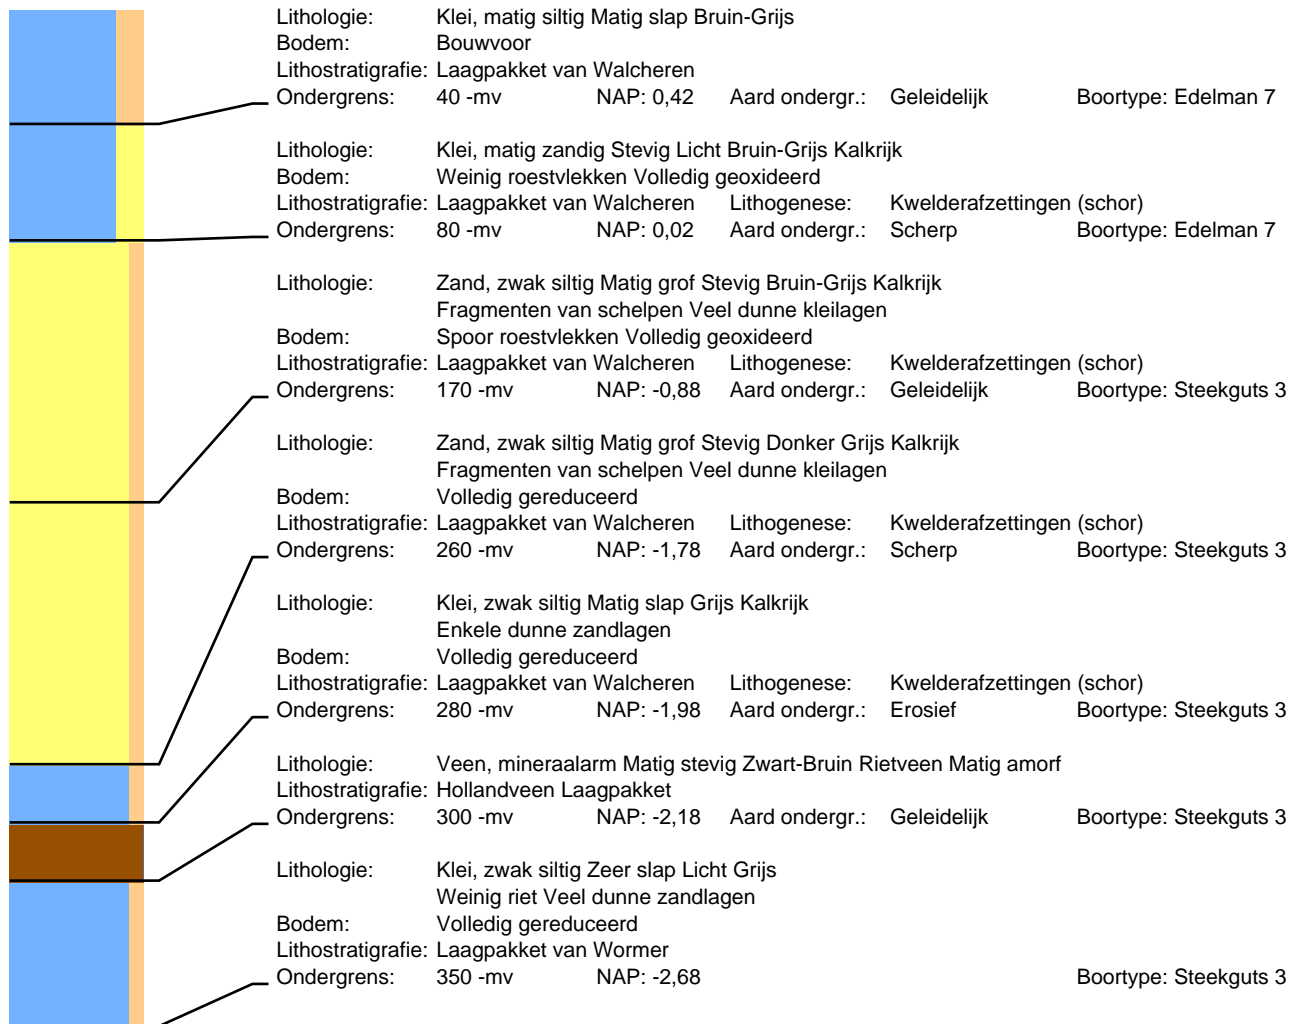 Lithologie: Klei, matig siltig Matig slap Bruin-Grijs
Bodem: Bouwvoor
Lithostratigrafie: Laagpakket van Walcheren
Ondergrens: 40 -mv NAP: 0,42 Aard ondergr.: Geleidelijk Boortype: Edelman 7
Lithologie: Klei, matig zandig Stevig Licht Bruin-Grijs Kalkrijk
Bodem: Weinig roestvlekken Volledig geoxideerd
Lithostratigrafie: Laagpakket van Walcheren Lithogenese: Kwelderafzettingen (schor)
Ondergrens: 80 -mv NAP: 0,02 Aard ondergr.: Scherp Boortype: Edelman 7
Lithologie: Zand, zwak siltig Matig grof Stevig Bruin-Grijs Kalkrijk
Fragmenten van schelpen Veel dunne kleilagen
Bodem: Spoor roestvlekken Volledig geoxideerd
Lithostratigrafie: Laagpakket van Walcheren Lithogenese: Kwelderafzettingen (schor)
Ondergrens: 170 -mv NAP: -0,88 Aard ondergr.: Geleidelijk Boortype: Steekguts 3
Lithologie: Zand, zwak siltig Matig grof Stevig Donker Grijs Kalkrijk
Fragmenten van schelpen Veel dunne kleilagen
Bodem: Volledig gereduceerd
Lithostratigrafie: Laagpakket van Walcheren Lithogenese: Kwelderafzettingen (schor)
Ondergrens: 260 -mv NAP: -1,78 Aard ondergr.: Scherp Boortype: Steekguts 3
Lithologie: Klei, zwak siltig Matig slap Grijs Kalkrijk
Enkele dunne zandlagen
Bodem: Volledig gereduceerd
Lithostratigrafie: Laagpakket van Walcheren Lithogenese: Kwelderafzettingen (schor)
Ondergrens: 280 -mv NAP: -1,98 Aard ondergr.: Erosief Boortype: Steekguts 3
Lithologie: Veen, mineraalarm Matig stevig Zwart-Bruin Rietveen Matig amorf
Lithostratigrafie: Hollandveen Laagpakket
Ondergrens: 300 -mv NAP: -2,18 Aard ondergr.: Geleidelijk Boortype: Steekguts 3
Lithologie: Klei, zwak siltig Zeer slap Licht Grijs
Weinig riet Veel dunne zandlagen
Bodem: Volledig gereduceerd
Lithostratigrafie: Laagpakket van Wormer
Ondergrens: 350 -mv NAP: -2,68 Boortype: Steekguts 3